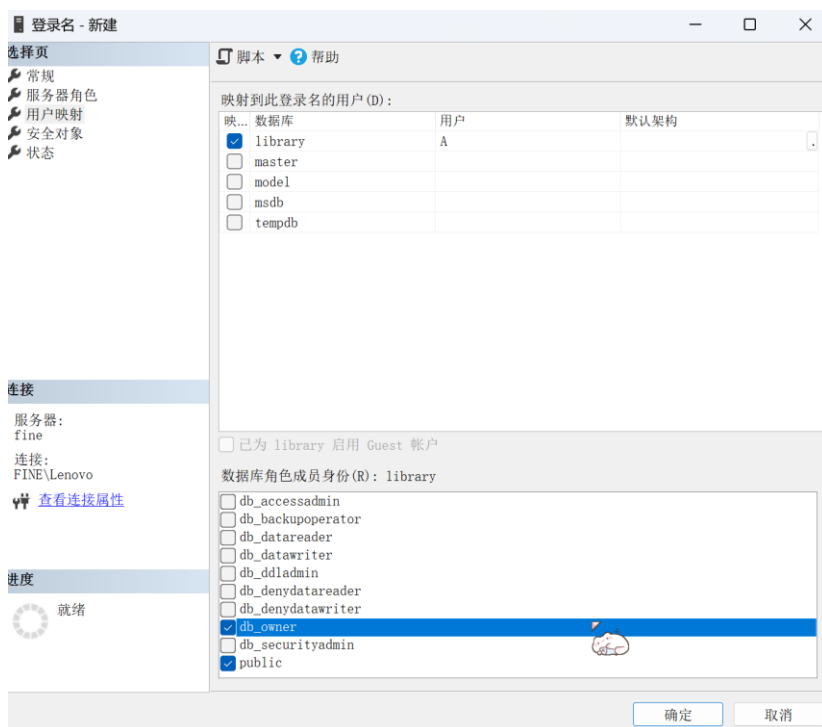 登录名 - 新建
选择页
常规
服务器角色
用户映射
安全对象
状态
脚本 帮助
映射到此登录名的用户(D):
映... 数据库 用户 默认架构
library A .
master
model
msdb
tempdb
已为 library 启用 Guest 帐户
数据库角色成员身份(R): library
db_accessadmin
db_backupoperator
db_datareader
db_datawriter
db_ddladmin
db_denydatareader
db_denydatawriter
db_owner
db_securityadmin
public
连接
服务器:
fine
连接:
FINE\Lenovo
查看连接属性
进度
就绪
确定 取消